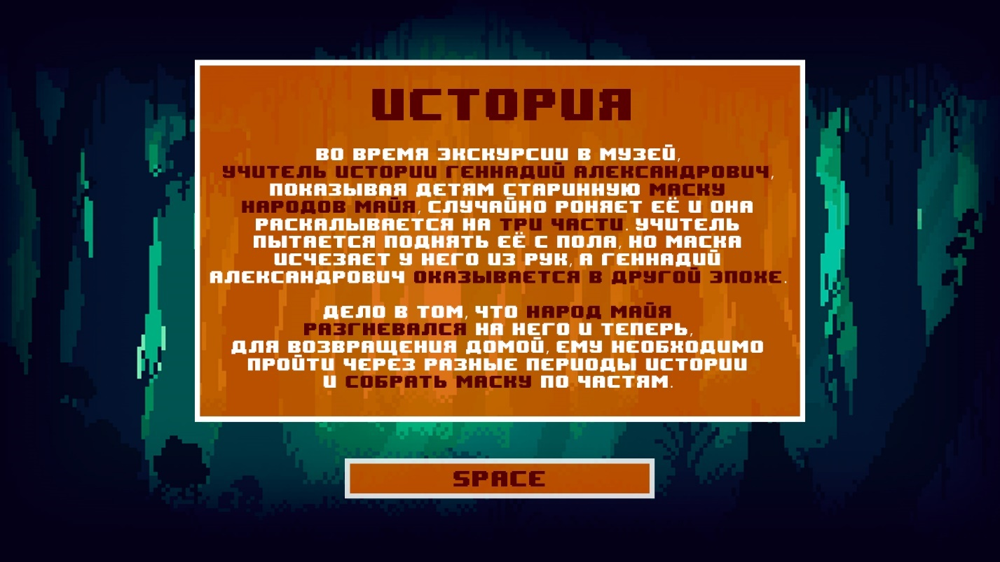 ИСТОРИЯ
ВО ВРЕМЯ ЭКСКУРСИИ В МУЗЕЙ,
УЧИТЕЛЬ ИСТОРИИ ГЕННАДИЙ АЛЕКСАНДРОВИЧ,
ПОКАЗЫВАЯ ДЕТЯМ СТАРИННУЮ МАСКУ
НАРОДОВ МАЙЯ, СЛУЧАЙНО РОНЯЕТ ЕЁ И ОНА
РАСКАЛЫВАЕТСЯ НА ТРИ ЧАСТИ. УЧИТЕЛЬ
ПЫТАЕТСЯ ПОДНЯТЬ ЕЁ С ПОЛА, НО МАСКА
ИСЧЕЗАЕТ У НЕГО ИЗ РУК, А ГЕННАДИЙ
АЛЕКСАНДРОВИЧ ОКАЗЫВАЕТСЯ В ДРУГОЙ ЭПОХЕ.
ДЕЛО В ТОМ, ЧТО НАРОД МАЙЯ
РАЗГНЕВАЛСЯ НА НЕГО И ТЕПЕРЬ,
ДЛЯ ВОЗВРАЩЕНИЯ ДОМОЙ, ЕМУ НЕОБХОДИМО
ПРОЙТИ ЧЕРЕЗ РАЗНЫЕ ПЕРИОДЫ ИСТОРИИ
И СОБРАТЬ МАСКУ ПО ЧАСТЯМ.
SPACE